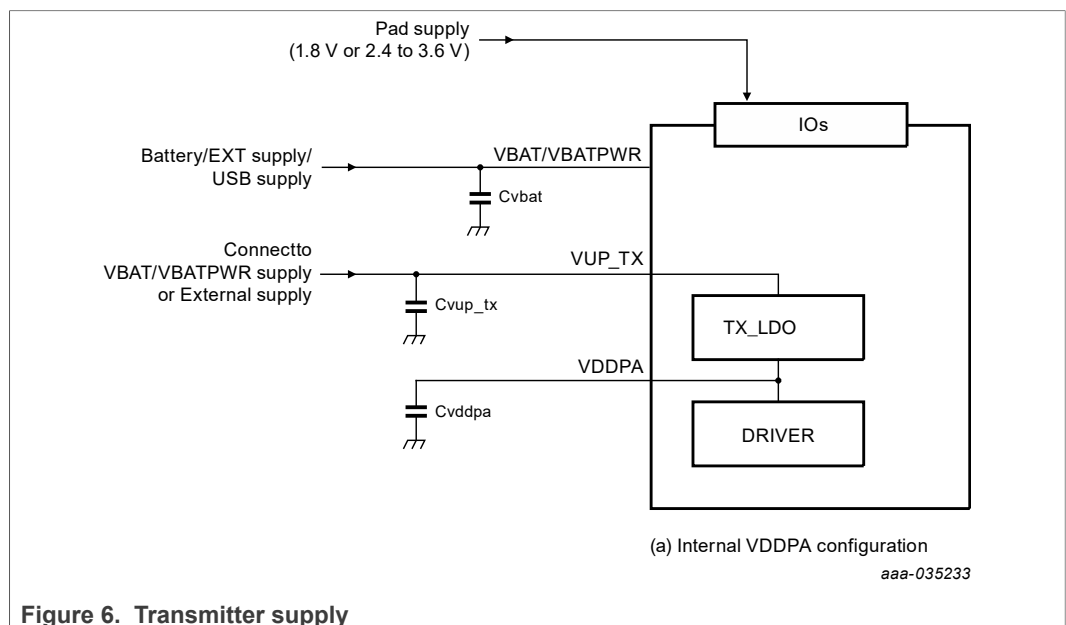 Pad supply
(1.8 V or 2.4 to 3.6 V)
IOs
Battery/EXT supply/
USB supply
VBAT/VBATPWR
Cvbat
Connectto
VBAT/VBATPWR supply
or External supply
VUP_TX
Cvup_tx
TX_LDO
VDDPA
Cvddpa
DRIVER
(a) Internal VDDPA configuration
aaa-035233
Figure 6. Transmitter supply